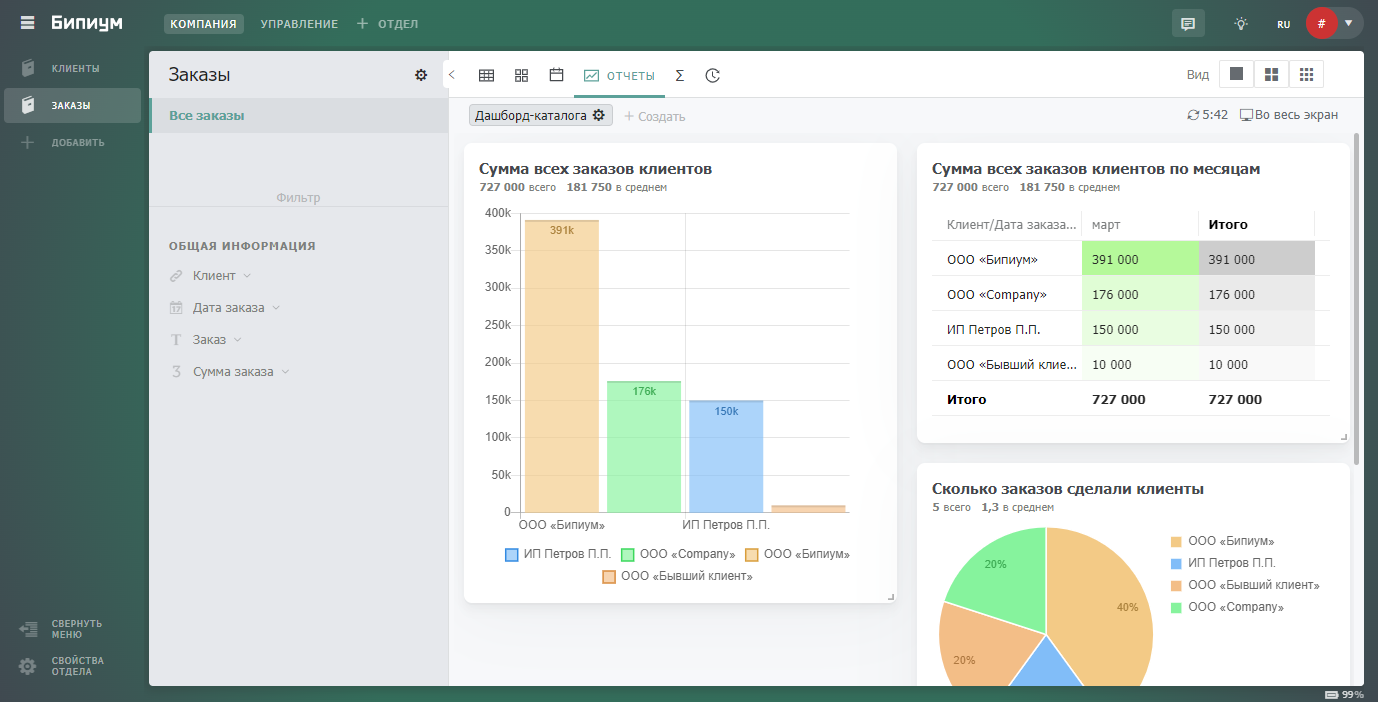 Бипиум
КОМПАНИЯ
УПРАВЛЕНИЕ
+ ОТДЕЛ
RU
#
КЛИЕНТЫ
ЗАКАЗЫ
ДОБАВИТЬ
СВЕРНУТЬ
МЕНЮ
СВОЙСТВА
ОТДЕЛА
Заказы
Все заказы
Фильтр
ОБЩАЯ ИНФОРМАЦИЯ
Клиент
17 Дата заказа
T Заказ
3 Сумма заказа
ОТЧЕТЫ
Σ
Вид
Дашборд-каталога
+ Создать
5:42
Во весь экран
Сумма всех заказов клиентов
727 000 всего 181 750 в среднем
400k
350k
300k
250k
200k
150k
100k
50k
0
391k
176k
150k
ООО «Бипиум»
ИП Петров П.П.
ИП Петров П.П. ООО «Company» ООО «Бипиум»
ООО «Бывший клиент»
Сумма всех заказов клиентов по месяцам
727 000 всего 181 750 в среднем
Клиент/Дата заказа... март Итого
ООО «Бипиум» 391 000 391 000
ООО «Company» 176 000 176 000
ИП Петров П.П. 150 000 150 000
ООО «Бывший клие... 10 000 10 000
Итого 727 000 727 000
Сколько заказов сделали клиенты
5 всего 1,3 в среднем
20%
40%
20%
ООО «Бипиум»
ИП Петров П.П.
ООО «Бывший клиент»
ООО «Company»
99%